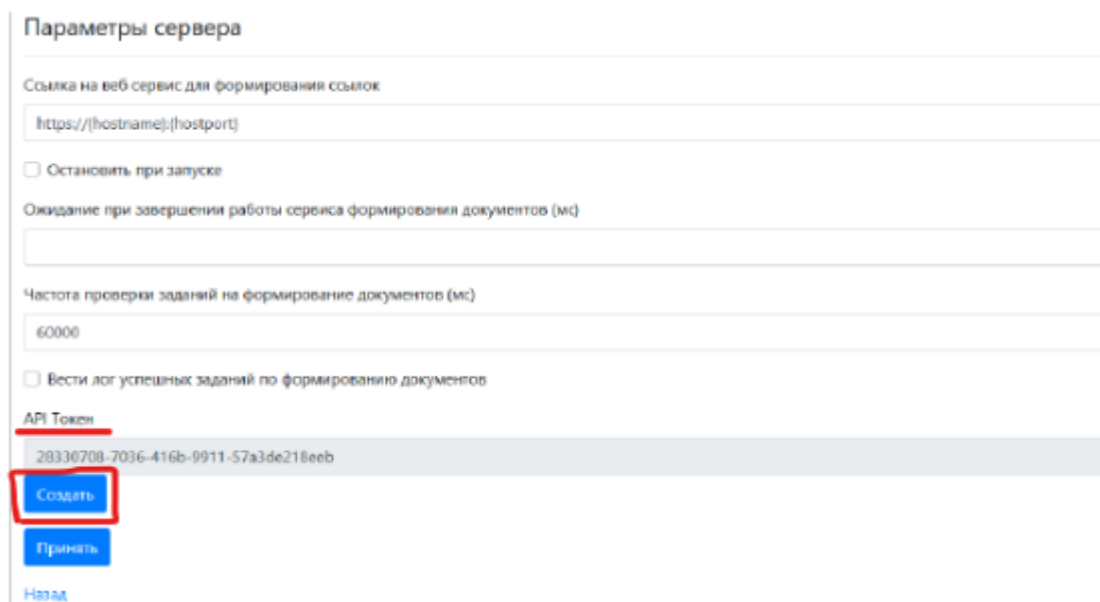 Параметры сервера
Ссылка на веб сервис для формирования ссылок
https://{hostname}:{hostport}
Остановить при запуске
Ожидание при завершении работы сервиса формирования документов (мс)
Частота проверки заданий на формирование документов (мс)
60000
Вести лог успешных заданий по формированию документов
API Токен
28330708-7036-416b-9911-57a3de218eeb
Создать
Принять
Назад